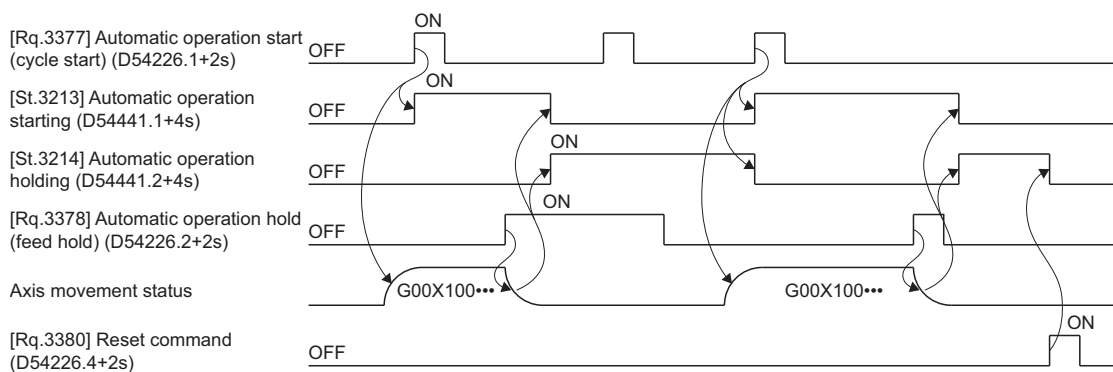 ON
[Rq.3377] Automatic operation start
(cycle start) (D54226.1+2s)
OFF
ON
[St.3213] Automatic operation
starting (D54441.1+4s)
OFF
ON
[St.3214] Automatic operation
holding (D54441.2+4s)
OFF
ON
[Rq.3378] Automatic operation hold
(feed hold) (D54226.2+2s)
OFF
Axis movement status
G00X100•••
G00X100•••
ON
[Rq.3380] Reset command
(D54226.4+2s)
OFF